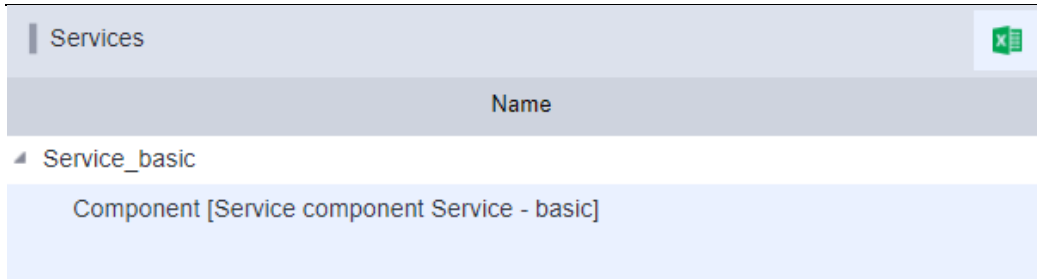 Services
Name
Service_basic
Component [Service component Service - basic]